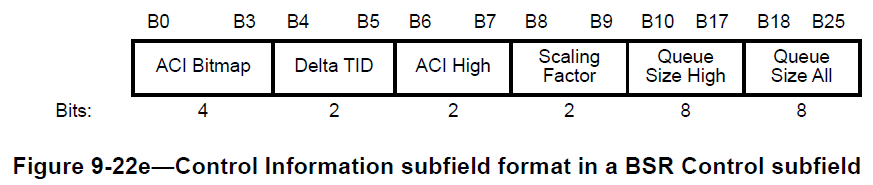 B0 B3 B4 B5 B6 B7 B8 B9 B10 B17 B18 B25
ACI Bitmap Delta TID ACI High Scaling Factor Queue Size High Queue Size All
Bits: 4 2 2 2 8 8
Figure 9-22e—Control Information subfield format in a BSR Control subfield